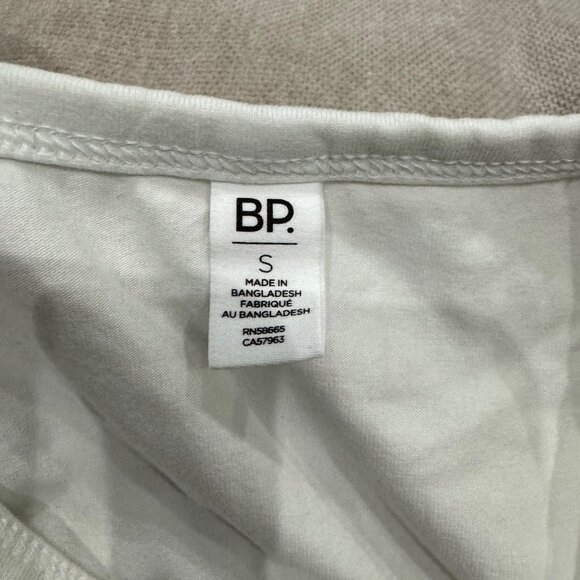 BP.
S
MADE IN
BANGLADESH
FABRIQUÉ
AU BANGLADESH
RN58665
CA57963